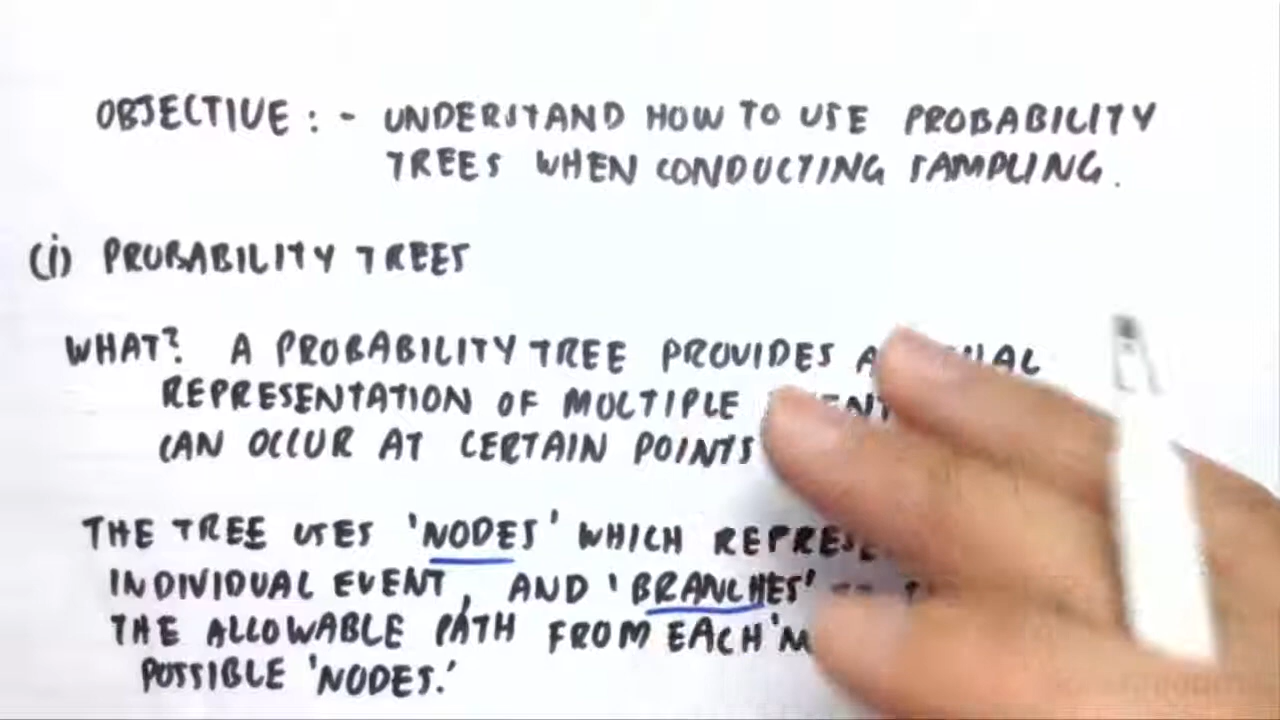 OBJECTIVE : - UNDERSTAND HOW TO USE PROBABILITY
TREES WHEN CONDUCTING SAMPLING.
(i) PROBABILITY TREES
WHAT? A PROBABILITY TREE PROVIDES A
REPRESENTATION OF MULTIPLE
CAN OCCUR AT CERTAIN POINTS
THE TREE USES 'NODES' WHICH
INDIVIDUAL EVENT, AND 'BRANCHES'
THE ALLOWABLE PATH FROM EACH
POSSIBLE 'NODES.'